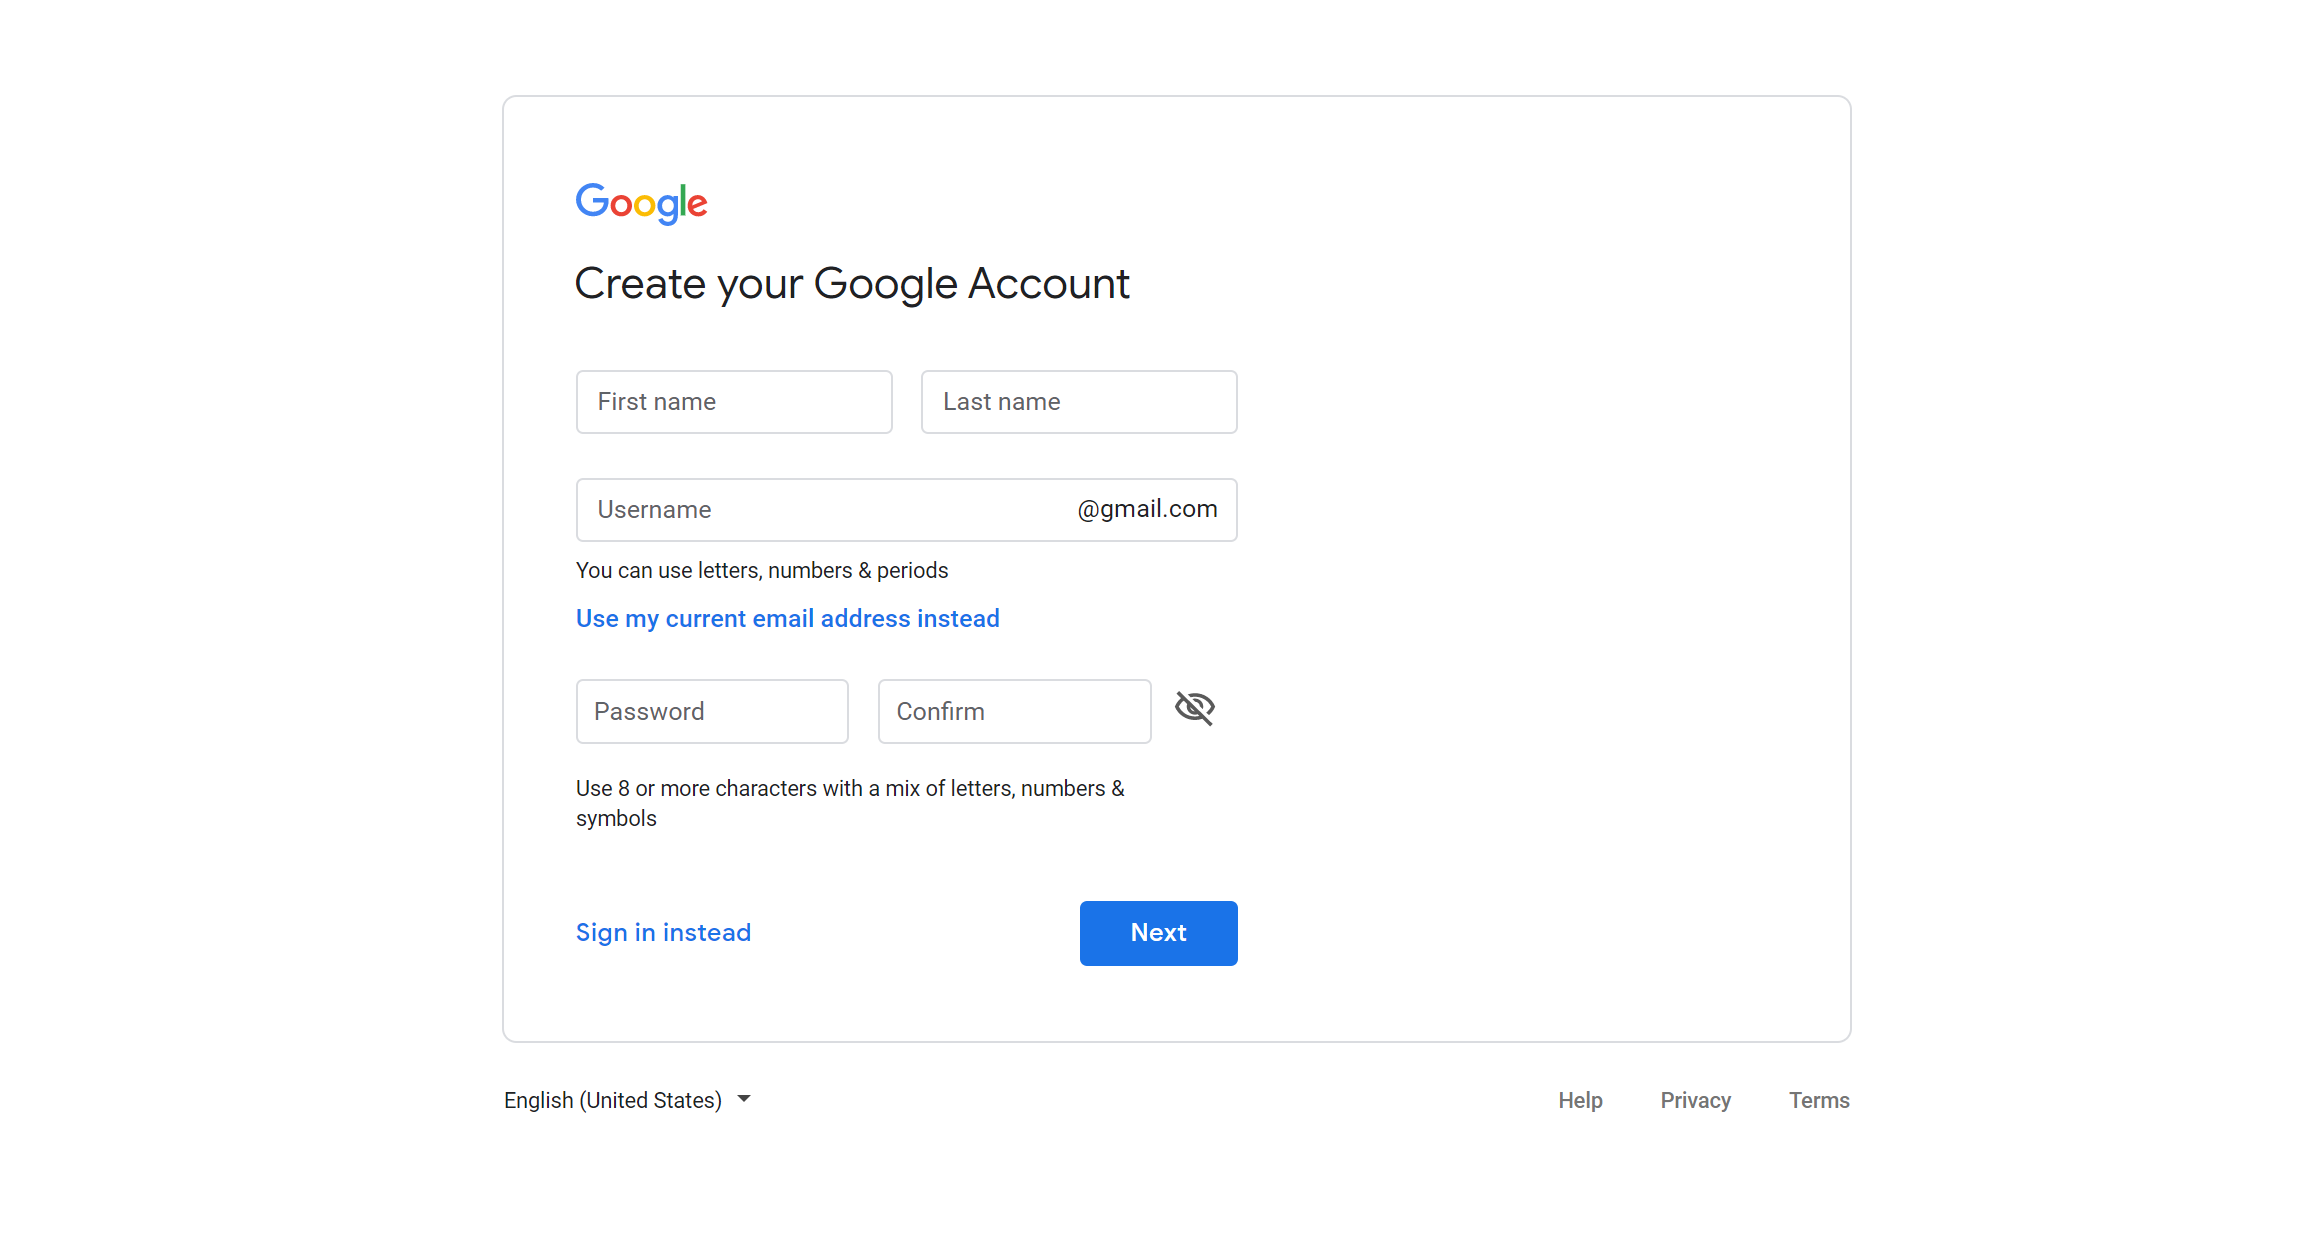 Google
Create your Google Account
First name
Last name
Username
@gmail.com
You can use letters, numbers & periods
Use my current email address instead
Password
Confirm
Use 8 or more characters with a mix of letters, numbers &
symbols
Sign in instead
Next
English (United States)
Help
Privacy
Terms